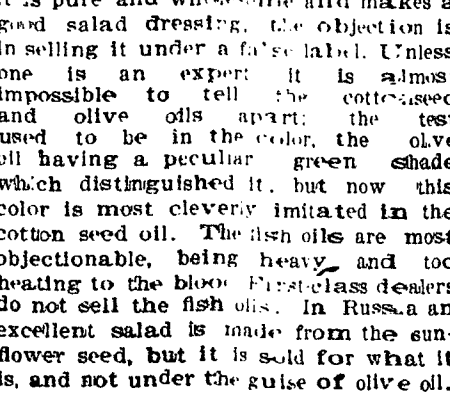 is pure and and makes a
good salad dressing, the objection is
in selling it under a false label. Unless
one is an expert it is almos
impossible to tell the cottonseed
and olive oils apart; the tes
used to be in the color, the olive
oil having a peculiar green shade
which distinguished it, but now this
color is most cleverly imitated in the
cotton seed oil. The fish oils are most
objectionable, being heavy, and too
heating to the blood First-class dealers
do not sell the fish oils. In Russia an
excellent salad is made from the sun-
flower seed, but it is sold for what it
is, and not under the guise of olive oil.